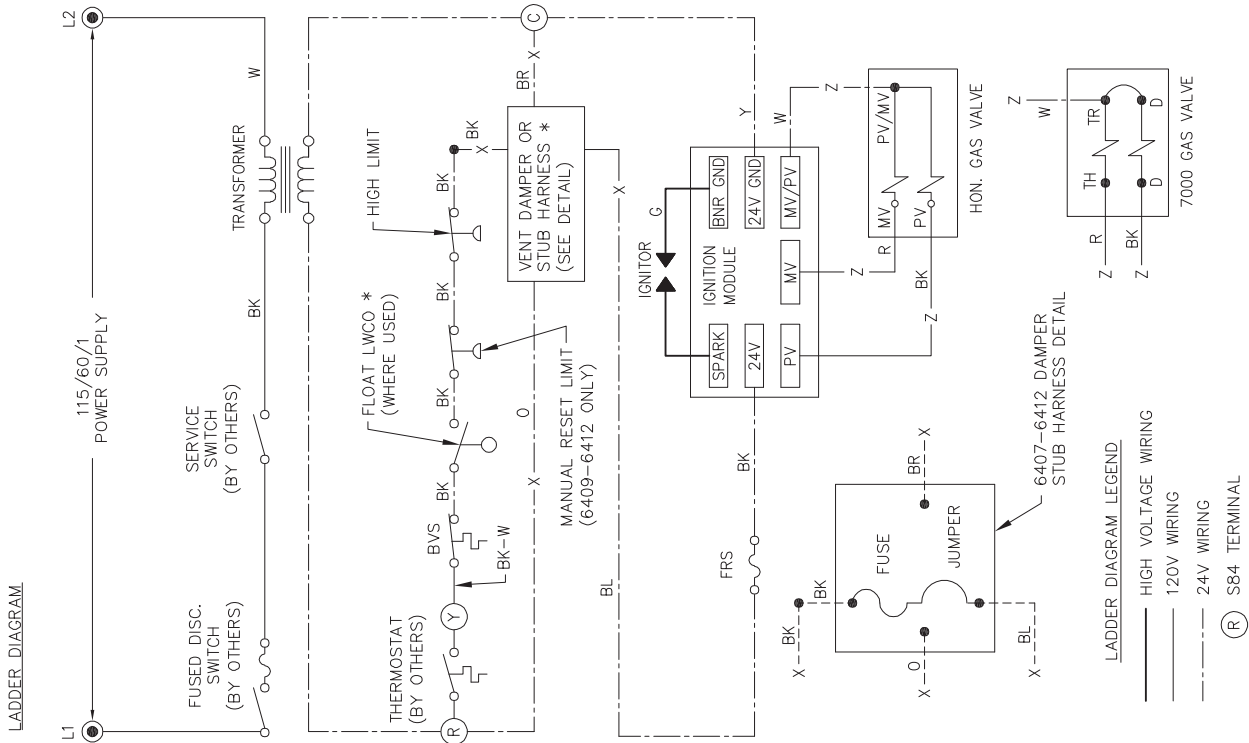 LADDER DIAGRAM
L1
L2
115/60/1
POWER SUPPLY
FUSED DISC.
SWITCH
(BY OTHERS)
SERVICE
SWITCH
(BY OTHERS)
BK
TRANSFORMER
W
THERMOSTAT
(BY OTHERS)
R
Y
BK-W
BVS
BK
FLOAT LWCO *
(WHERE USED)
BK
MANUAL RESET LIMIT
(6409-6412 ONLY)
BK
HIGH LIMIT
BK
BK
X
C
X
O
X
VENT DAMPER OR
STUB HARNESS *
(SEE DETAIL)
BR
X
BL
X
FRS
BK
IGNITOR
G
SPARK
BNR GND
IGNITION
MODULE
24V
24V GND
Y
PV
MV
MV/PV
W
Z
Z
R
Z
BK
MV
PV
PV/MV
HON. GAS VALVE
Z
W
R
Z
BK
Z
TH
TR
D
D
7000 GAS VALVE
X
BK
BK
FUSE
X
O
BR
X
JUMPER
BL
X
6407-6412 DAMPER
STUB HARNESS DETAIL
LADDER DIAGRAM LEGEND
HIGH VOLTAGE WIRING
120V WIRING
24V WIRING
R
S84 TERMINAL